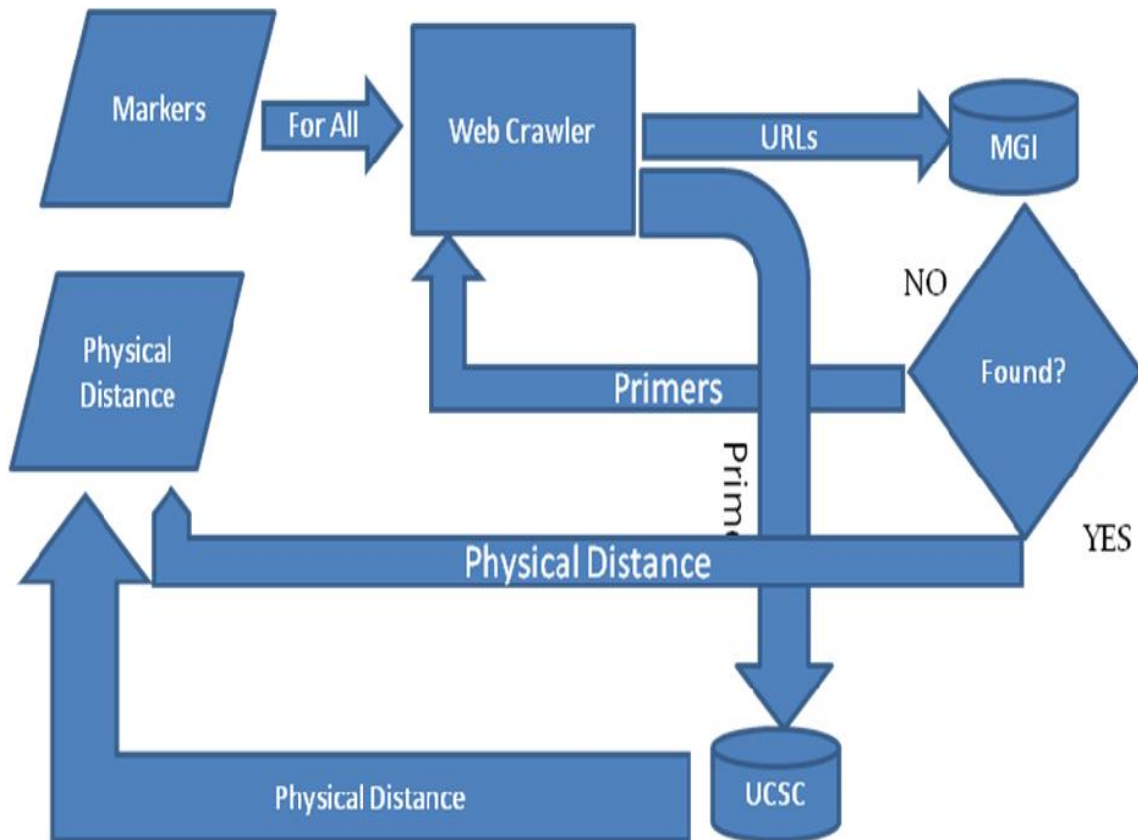 Markers
For All
Web Crawler
URLs
MGI
NO
Found?
Physical
Distance
Primers
YES
Physical Distance
UCSC
Physical Distance